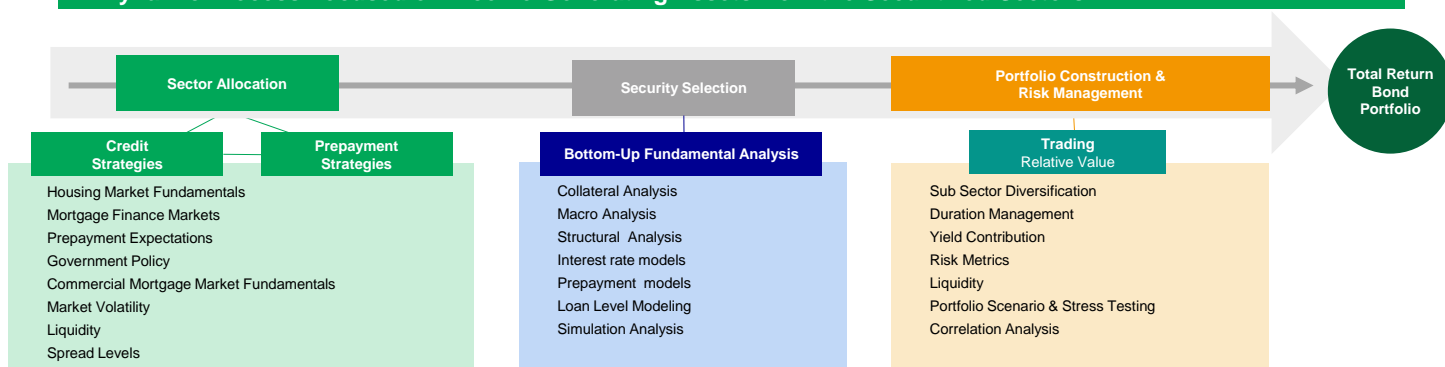 Sector Allocation
Security Selection
Portfolio Construction &
Risk Management
Total Return
Bond
Portfolio
Credit
Strategies
Prepayment
Strategies
Housing Market Fundamentals
Mortgage Finance Markets
Prepayment Expectations
Government Policy
Commercial Mortgage Market Fundamentals
Market Volatility
Liquidity
Spread Levels
Bottom-Up Fundamental Analysis
Collateral Analysis
Macro Analysis
Structural Analysis
Interest rate models
Prepayment models
Loan Level Modeling
Simulation Analysis
Trading
Relative Value
Sub Sector Diversification
Duration Management
Yield Contribution
Risk Metrics
Liquidity
Portfolio Scenario & Stress Testing
Correlation Analysis